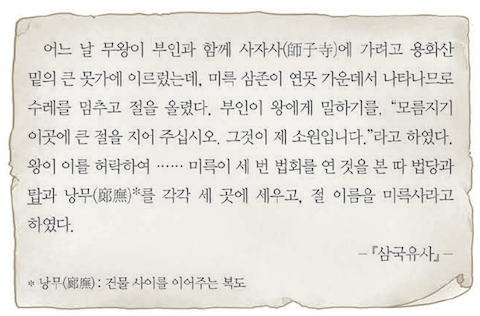 어느 날 무왕이 부인과 함께 사자사(師子寺)에 가려고 용화산
밑의 큰 못가에 이르렀는데, 미륵 삼존이 연못 가운데서 나타나므로
수레를 멈추고 절을 올렸다. 부인이 왕에게 말하기를, “모름지기
이곳에 큰 절을 지어 주십시오. 그것이 제 소원입니다.”라고 하였다.
왕이 이를 허락하여 …… 미륵이 세 번 법회를 연 것을 본 따 법당과
탑과 낭무(廊廡)*를 각각 세 곳에 세우고, 절 이름을 미륵사라고
하였다.
-『삼국유사』-
* 낭무(廊廡) : 건물 사이를 이어주는 복도